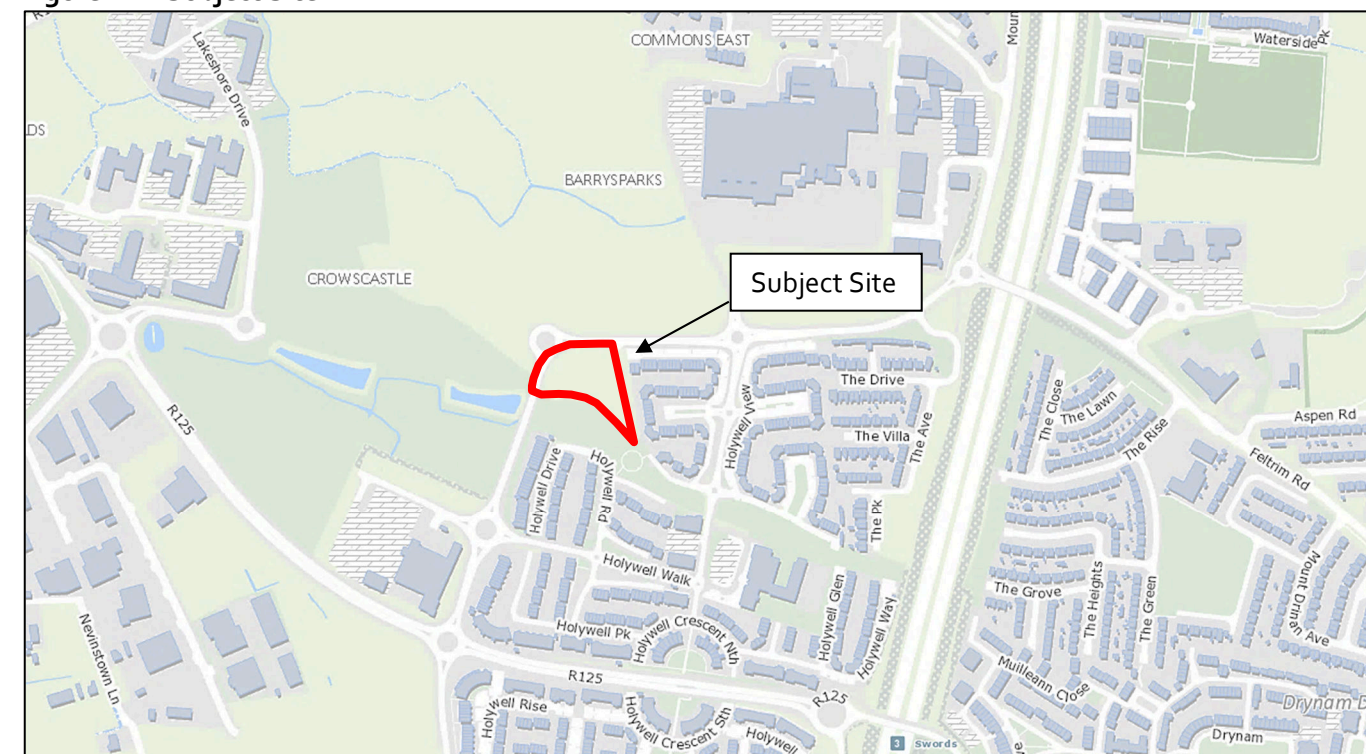 Lakeshore Drive
COMMONS EAST
Waterside Pk
DS
BARRYSPARKS
CROWSCASTLE
Subject Site
The Drive
The Villa
The Ave
Holywell View
The Pk
The Close
The Lawn
The Rise
Aspen Rd
Feltrim Rd
R125
Holywell Drive
Holywell Rd
Holywell Walk
Holywell Pk
Holywell Crescent Nth
Holywell Glen
Holywell Way
The Grove
The Heights
The Green
Mount Drinan Ave
Nevinstown Ln
R125
R125
Muilleann Close
Holywell Rise
Holywell Crescent Sth
Holywell
3 Swords
Drynam
Drynam D